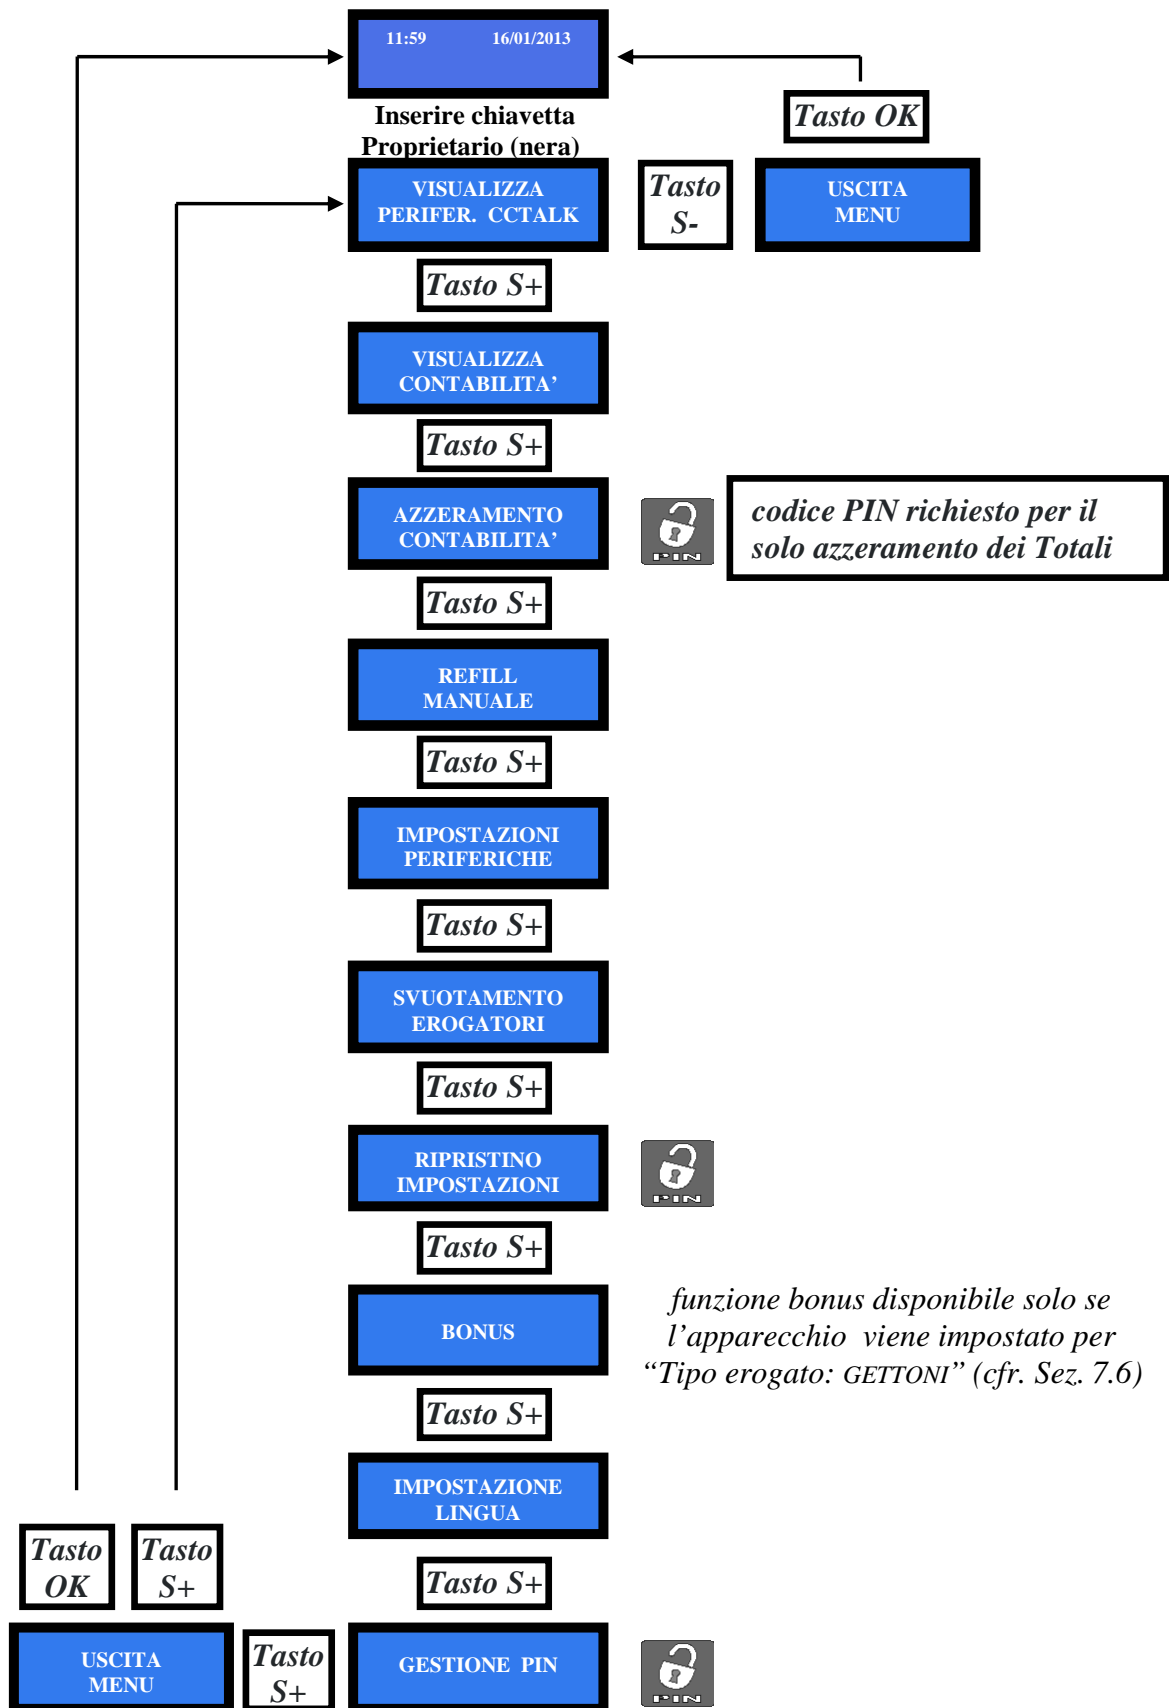 11:59 16/01/2013
Inserire chiavetta
Proprietario (nera)
Tasto OK
VISUALIZZA
PERIFER. CCTALK
Tasto
S-
USCITA
MENU
Tasto S+
VISUALIZZA
CONTABILITA’
Tasto S+
AZZERAMENTO
CONTABILITA’
PIN
codice PIN richiesto per il
solo azzeramento dei Totali
Tasto S+
REFILL
MANUALE
Tasto S+
IMPOSTAZIONI
PERIFERICHE
Tasto S+
SVUOTAMENTO
EROGATORI
Tasto S+
RIPRISTINO
IMPOSTAZIONI
PIN
Tasto S+
BONUS
funzione bonus disponibile solo se
l’apparecchio viene impostato per
“Tipo erogato: GETTONI” (cfr. Sez. 7.6)
Tasto S+
IMPOSTAZIONE
LINGUA
Tasto
OK
Tasto
S+
Tasto S+
USCITA
MENU
Tasto
S+
GESTIONE PIN
PIN